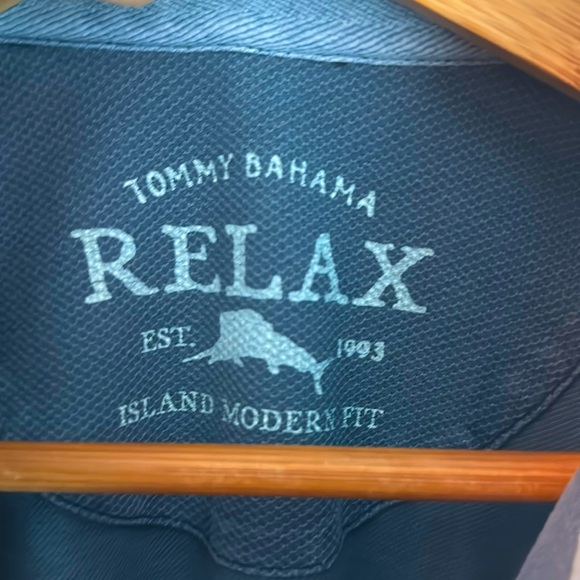 TOMMY BAHAMA
RELAX
EST. 1993
ISLAND MODERN FIT